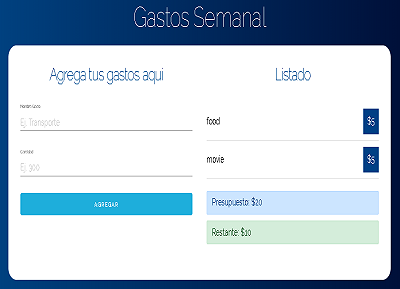 Gastos Semanal
Agrega tus gastos aqui
Nombre Gasto
Ej. Transporte
Cantidad
Ej. 300
AGREGAR
Listado
food
$5
movie
$5
Presupuesto: $20
Restante: $10